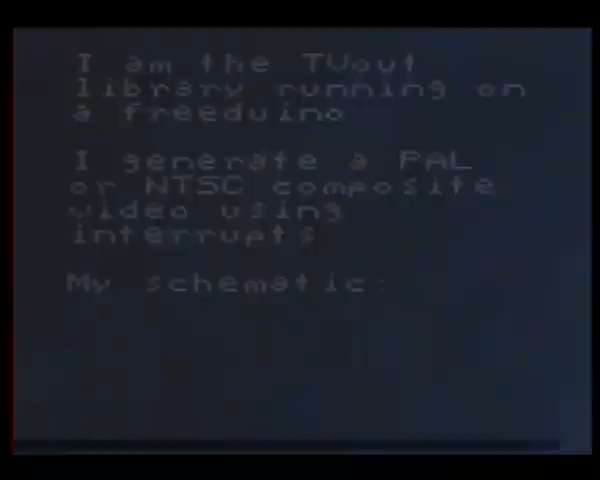 I am the TVout
library running on
a freeduino
I generate a PAL
or NTSC composite
video using
interrupts
My schematic: